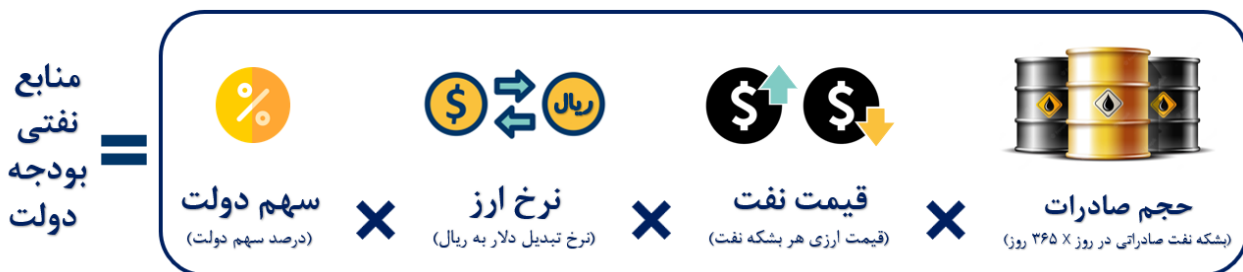 حجم صادرات
(بشکه نفت صادراتی در روز X ۳۶۵ روز)
×
قیمت نفت
(قیمت ارزی هر بشکه نفت)
×
نرخ ارز
(نرخ تبدیل دلار به ریال)
×
سهم دولت
(درصد سهم دولت)
=
منابع
نفتی
بودجه
دولت
$
$
$
ریال
%